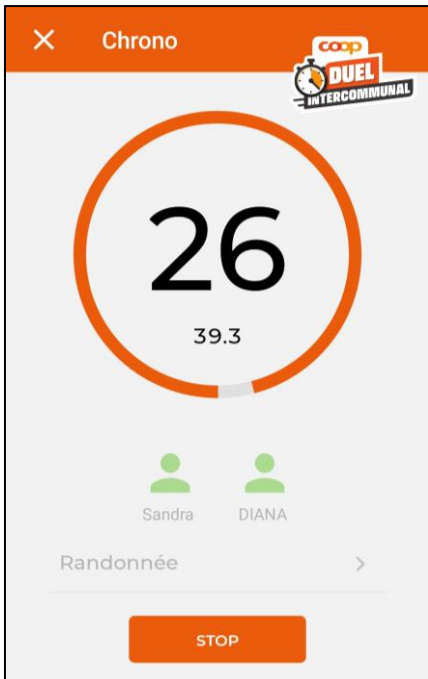 Chrono
coop
DUEL
INTERCOMMUNAL
26
39.3
Sandra
DIANA
Randonnée
STOP